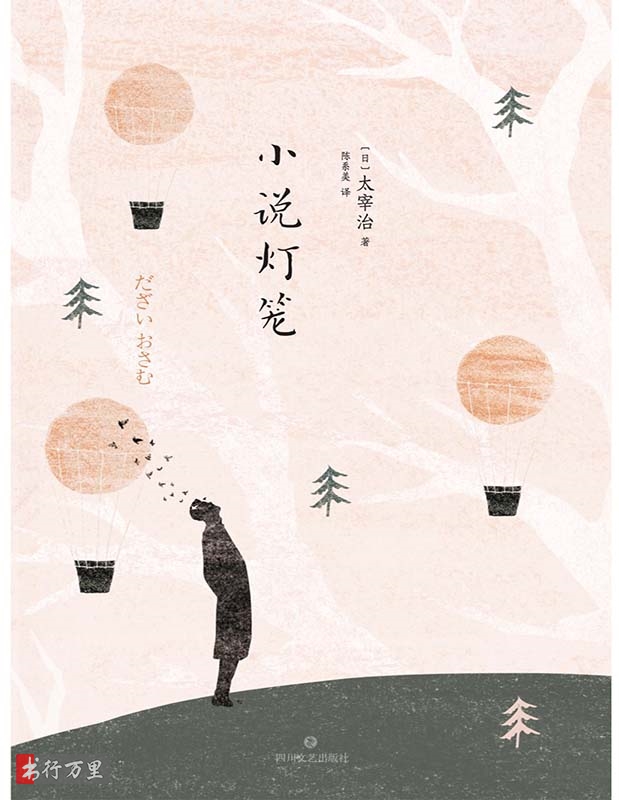 小说灯笼
［日］太宰治 著
陈系美 译
だざい おさむ
四川文艺出版社
书行万里